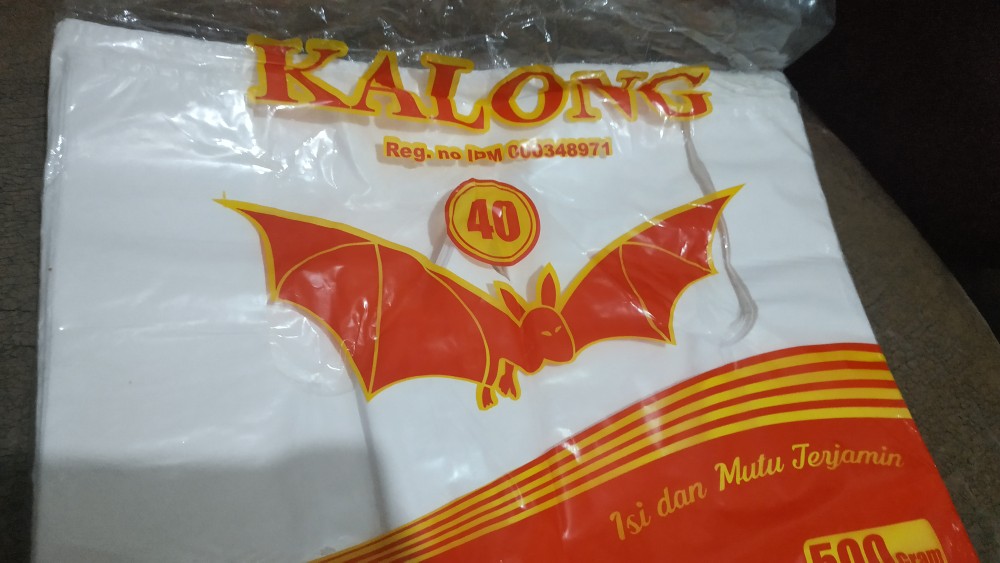 KALONG
Reg. no IPM 000348971
40
Isi dan Mutu Terjamin
500 Gram